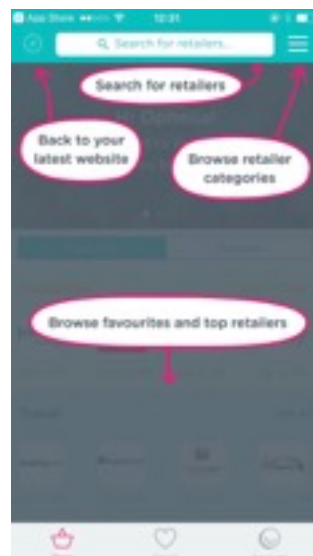 App Store
12:31
Search for retailers...
Search for retailers
Back to your
latest website
Browse retailer
categories
Browse favourites and top retailers
Travel